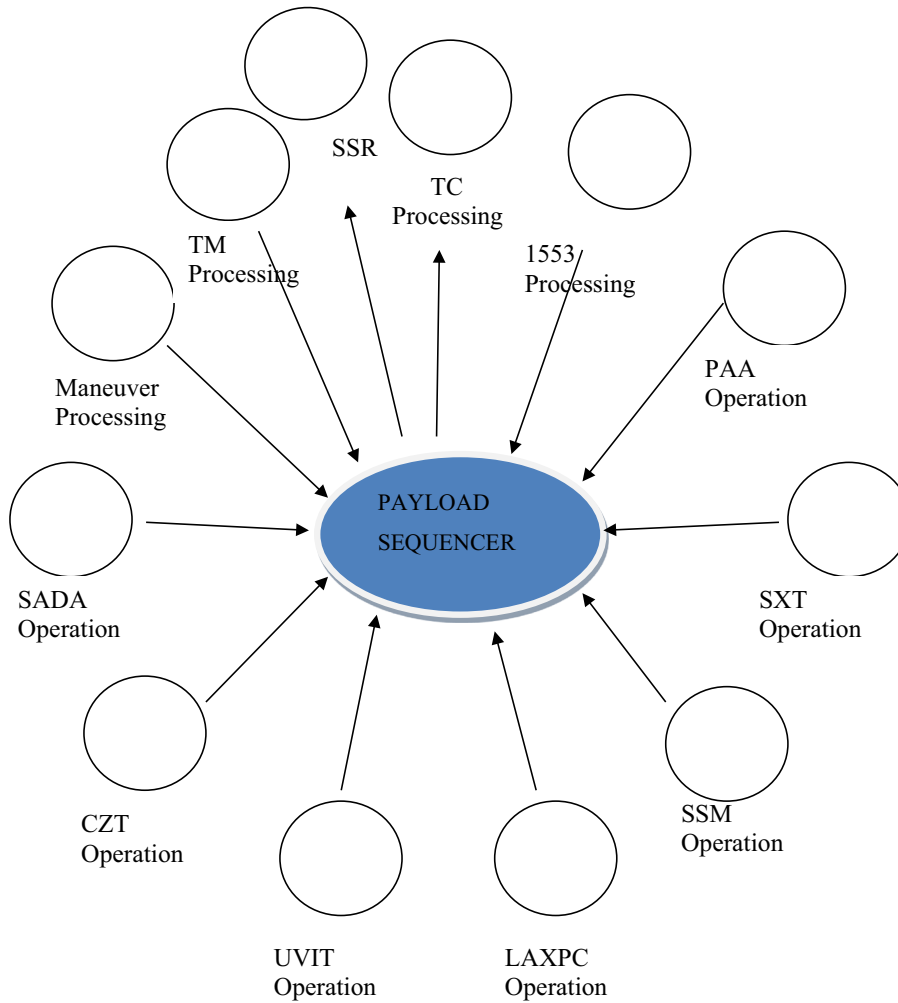 SSR
TC
Processing
TM
Processing
1553
Processing
Maneuver
Processing
PAA
Operation
PAYLOAD
SEQUENCER
SADA
Operation
SXT
Operation
CZT
Operation
SSM
Operation
UVIT
Operation
LAXPC
Operation